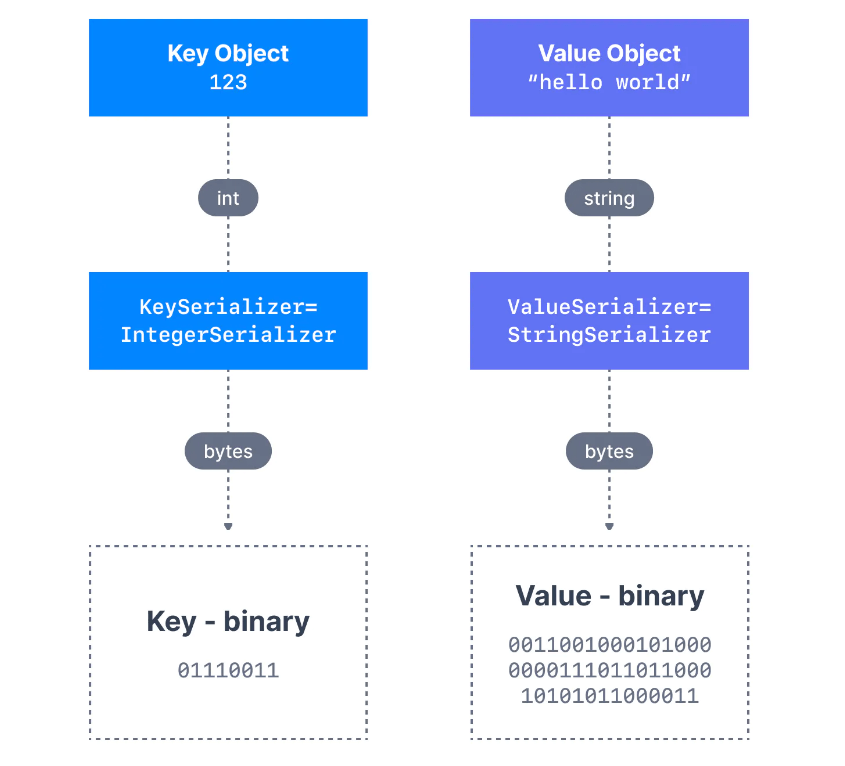 Key Object
123
int
KeySerializer=
IntegerSerializer
bytes
Key - binary
01110011
Value Object
“hello world”
string
ValueSerializer=
StringSerializer
bytes
Value - binary
0011001000101000
0000111011011000
10101011000011